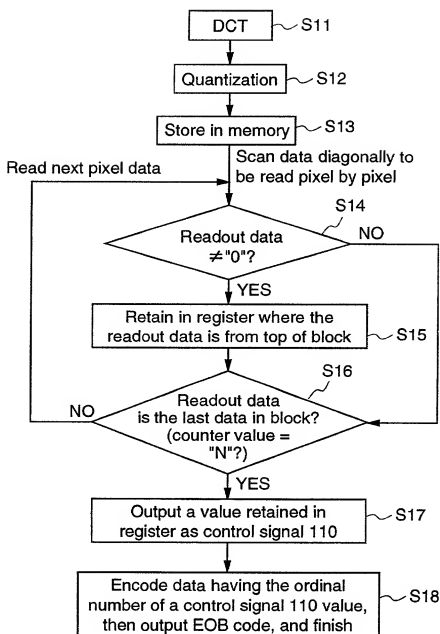 DCT
S11
Quantization
S12
Store in memory
S13
Read next pixel data
Scan data diagonally to
be read pixel by pixel
S14
Readout data
≠"0"?
NO
YES
Retain in register where the
readout data is from top of block
S15
S16
Readout data
is the last data in block?
(counter value =
"N"?)
NO
YES
Output a value retained in
register as control signal 110
S17
Encode data having the ordinal
number of a control signal 110 value,
then output EOB code, and finish
S18